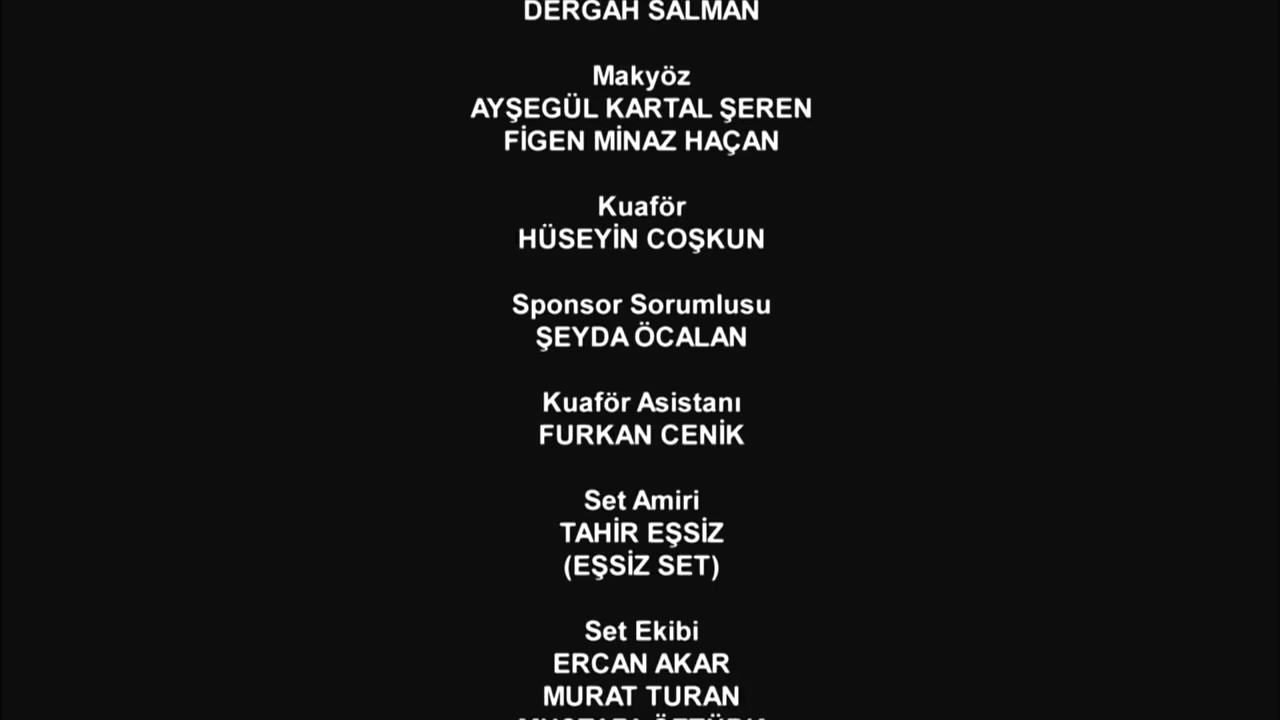 DERGAH SALMAN
Makyöz
AYŞEGÜL KARTAL ŞEREN
FİGEN MİNAZ HAÇAN
Kuaför
HÜSEYİN COŞKUN
Sponsor Sorumlusu
ŞEYDA ÖCALAN
Kuaför Asistanı
FURKAN CENİK
Set Amiri
TAHİR EŞSİZ
(EŞSİZ SET)
Set Ekibi
ERCAN AKAR
MURAT TURAN